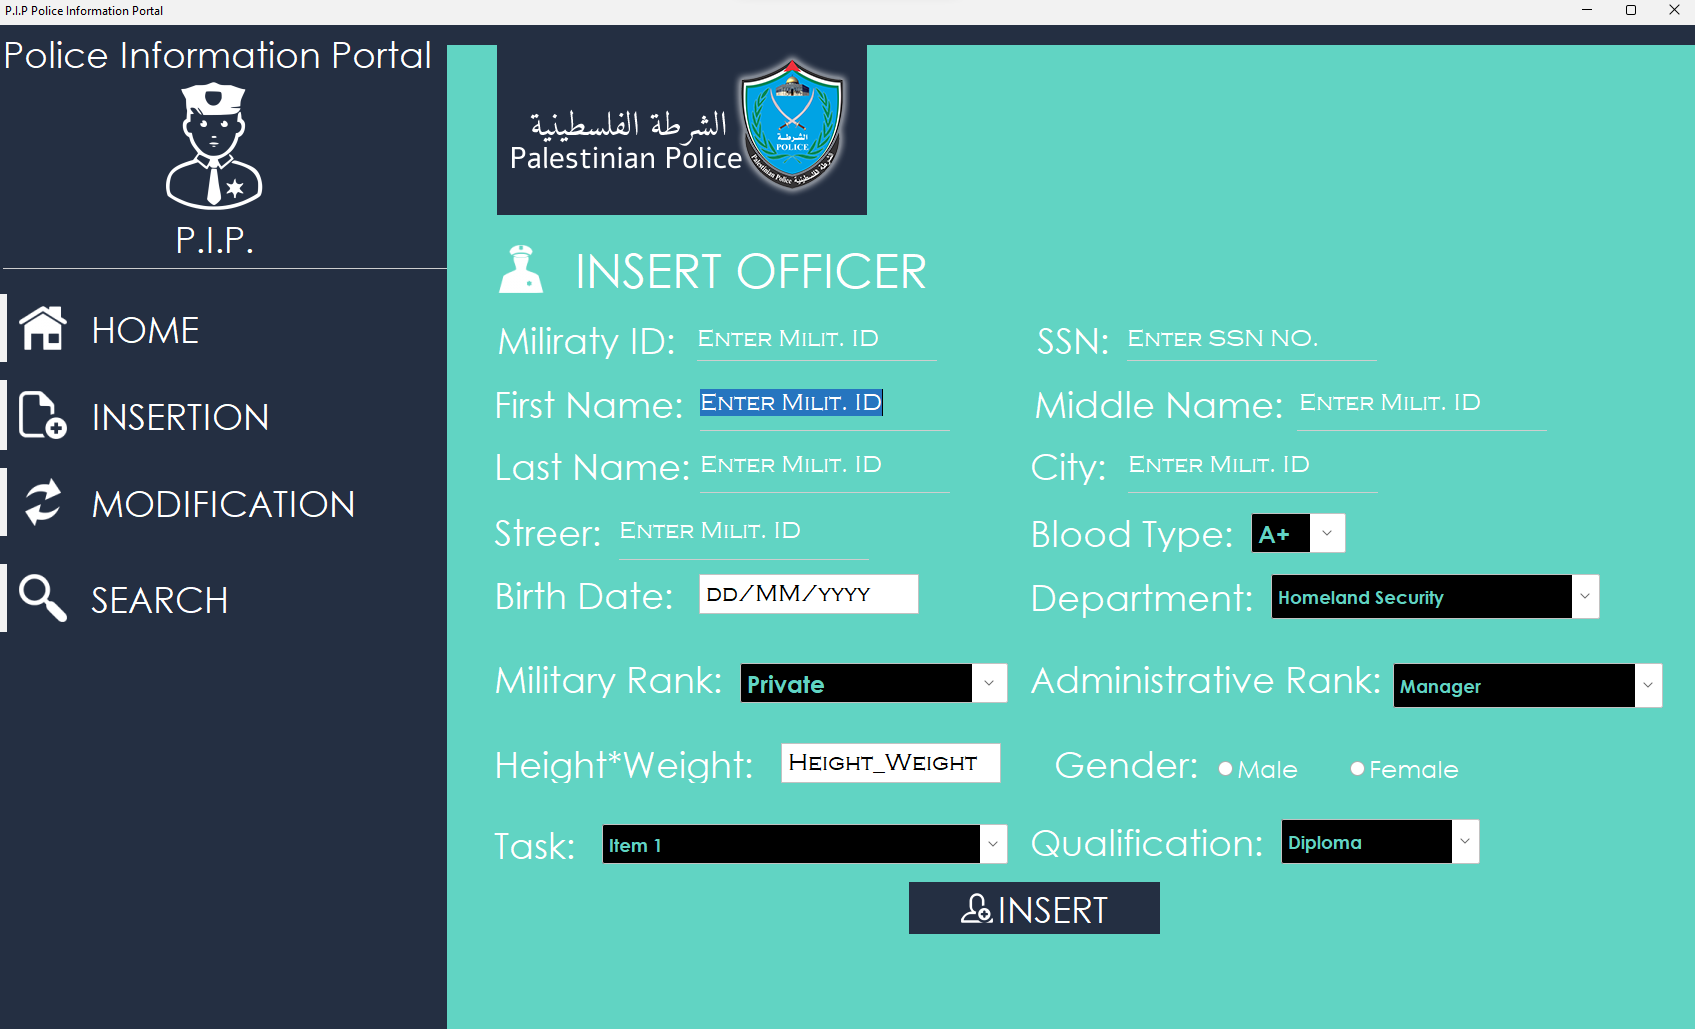 P.I.P Police Information Portal
Police Information Portal
P.I.P.
HOME
INSERTION
MODIFICATION
SEARCH
الشرطة الفلسطينية
Palestinian Police
الشرطة
POLICE
Palestinian Police شرطة فلسطينية
INSERT OFFICER
Miliraty ID: Enter Milit. ID SSN: Enter SSN NO.
First Name: Enter Milit. ID Middle Name: Enter Milit. ID
Last Name: Enter Milit. ID City: Enter Milit. ID
Streer: Enter Milit. ID Blood Type: A+
Birth Date: dd/MM/yyyy Department: Homeland Security
Military Rank: Private Administrative Rank: Manager
Height*Weight: Height_Weight Gender: Male Female
Task: Item 1 Qualification: Diploma
INSERT